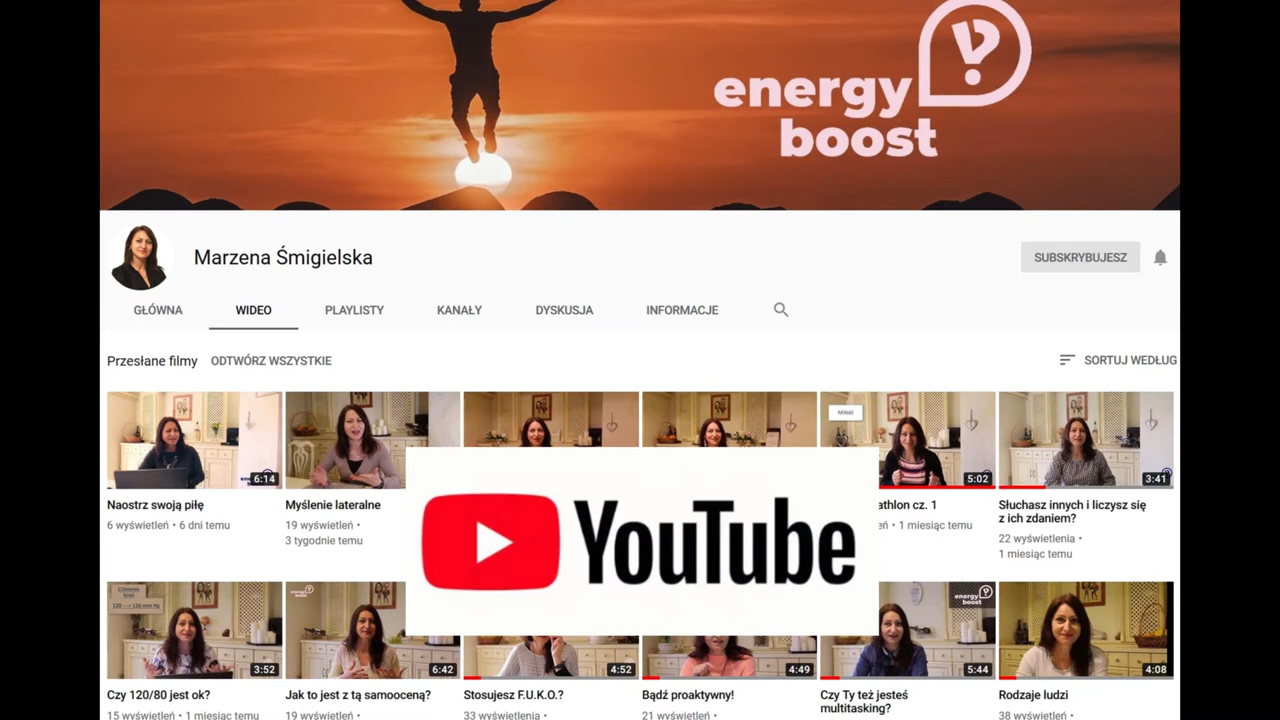 energy
boost
Marzena Śmigielska
SUBSKRYBUJESZ
GŁÓWNA
WIDEO
PLAYLISTY
KANAŁY
DYSKUSJA
INFORMACJE
Przesłane filmy
ODTWÓRZ WSZYSTKIE
SORTUJ WEDŁUG
6:14
5:02
3:41
Naostrz swoją piłę
6 wyświetleń • 6 dni temu
Myślenie lateralne
19 wyświetleń •
3 tygodnie temu
athlon cz. 1
• 1 miesiąc temu
Słuchasz innych i liczysz się
z ich zdaniem?
22 wyświetlenia •
1 miesiąc temu
YouTube
Ciśnienie
krwi
energy
boost
3:52
6:42
4:52
4:49
5:44
4:08
Czy 120/80 jest ok?
15 wyświetleń • 1 miesiąc temu
Jak to jest z tą samooceną?
19 wyświetleń •
Stosujesz F.U.K.O.?
33 wyświetlenia •
Bądź proaktywny!
21 wyświetleń •
Czy Ty też jesteś
multitasking?
Rodzaje ludzi
38 wyświetleń •